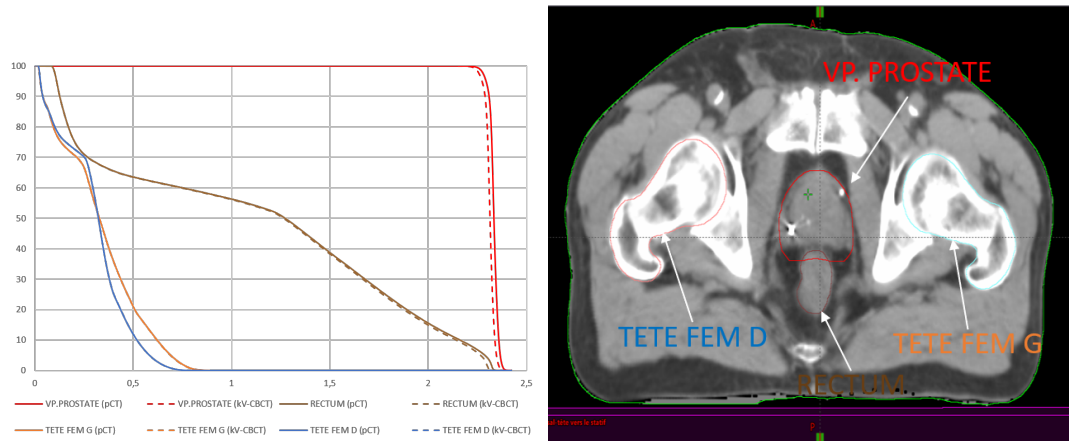 100
90
80
70
60
50
40
30
20
10
0
0 0,5 1 1,5 2 2,5
VP.PROSTATE (pCT) VP.PROSTATE (kV-CBCT) RECTUM (pCT) RECTUM (kV-CBCT)
TETE FEM G (pCT) TETE FEM G (kV-CBCT) TETE FEM D (pCT) TETE FEM D (kV-CBCT)
A
VP. PROSTATE
TETE FEM D
TETE FEM G
RECTUM
P